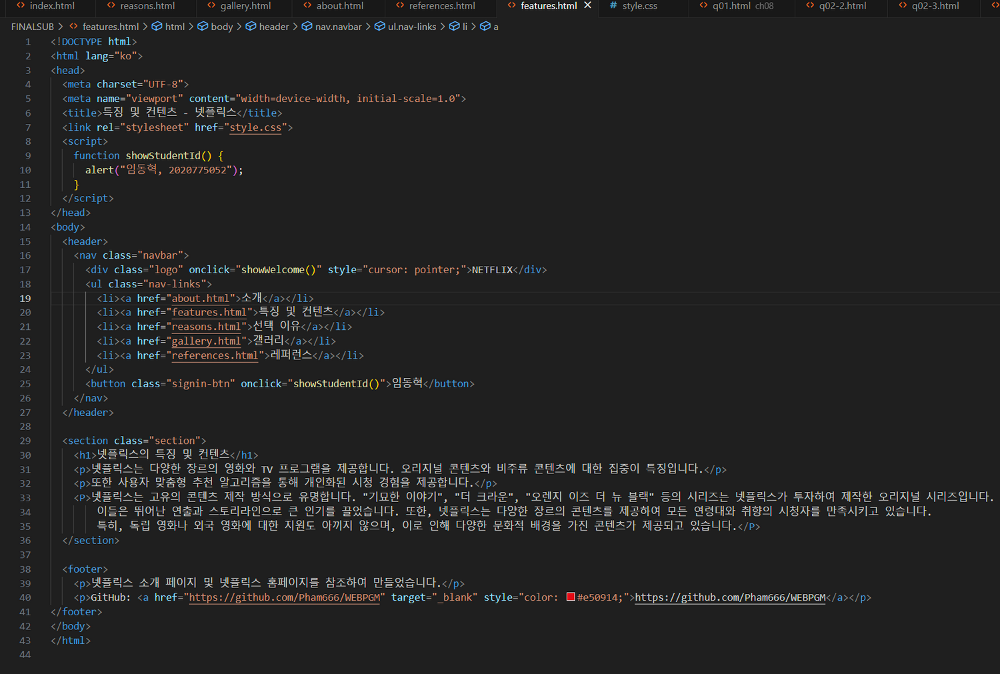 index.html reasons.html gallery.html about.html references.html features.html style.css q01.html ch08 q02-2.html q02-3.html
FINALSUB > features.html > html > body > header > nav.navbar > ul.nav-links > li > a
1 <!DOCTYPE html>
2 <html lang="ko">
3 <head>
4 <meta charset="UTF-8">
5 <meta name="viewport" content="width=device-width, initial-scale=1.0">
6 <title>특징 및 컨텐츠 - 넷플릭스</title>
7 <link rel="stylesheet" href="style.css">
8 <script>
9 function showStudentId() {
10 alert("임동혁, 2020775052");
11 }
12 </script>
13 </head>
14 <body>
15 <header>
16 <nav class="navbar">
17 <div class="logo" onclick="showWelcome()" style="cursor: pointer;">NETFLIX</div>
18 <ul class="nav-links">
19 <li><a href="about.html">소개</a></li>
20 <li><a href="features.html">특징 및 컨텐츠</a></li>
21 <li><a href="reasons.html">선택 이유</a></li>
22 <li><a href="gallery.html">갤러리</a></li>
23 <li><a href="references.html">레퍼런스</a></li>
24 </ul>
25 <button class="signin-btn" onclick="showStudentId()">임동혁</button>
26 </nav>
27 </header>
28
29 <section class="section">
30 <h1>넷플릭스의 특징 및 컨텐츠</h1>
31 <p>넷플릭스는 다양한 장르의 영화와 TV 프로그램을 제공합니다. 오리지널 콘텐츠와 비주류 콘텐츠에 대한 집중이 특징입니다.</p>
32 <p>또한 사용자 맞춤형 추천 알고리즘을 통해 개인화된 시청 경험을 제공합니다.</p>
33 <P>넷플릭스는 고유의 콘텐츠 제작 방식으로 유명합니다. "기묘한 이야기", "더 크라운", "오렌지 이즈 더 뉴 블랙" 등의 시리즈는 넷플릭스가 투자하여 제작한 오리지널 시리즈입니다.
34 이들은 뛰어난 연출과 스토리라인으로 큰 인기를 끌었습니다. 또한, 넷플릭스는 다양한 장르의 콘텐츠를 제공하여 모든 연령대와 취향의 시청자를 만족시키고 있습니다.
35 특히, 독립 영화나 외국 영화에 대한 지원도 아끼지 않으며, 이로 인해 다양한 문화적 배경을 가진 콘텐츠가 제공되고 있습니다.</P>
36 </section>
37
38 <footer>
39 <p>넷플릭스 소개 페이지 및 넷플릭스 홈페이지를 참조하여 만들었습니다.</p>
40 <p>GitHub: <a href="https://github.com/Pham666/WEBPGM" target="_blank" style="color: #e50914;">https://github.com/Pham666/WEBPGM</a></p>
41 </footer>
42 </body>
43 </html>
44